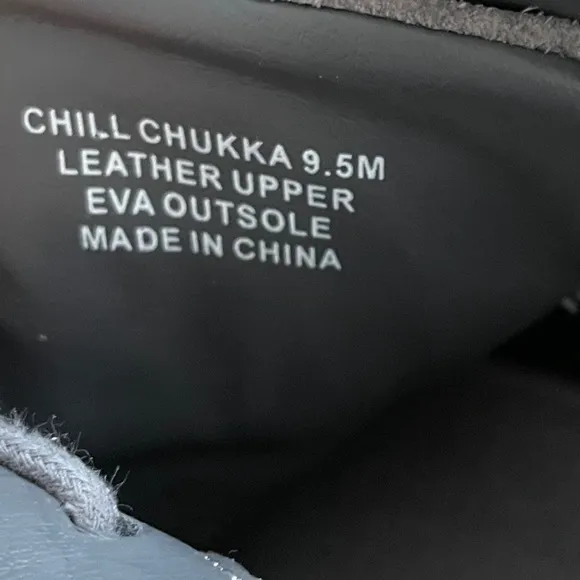 CHILL CHUKKA 9.5M
LEATHER UPPER
EVA OUTSOLE
MADE IN CHINA